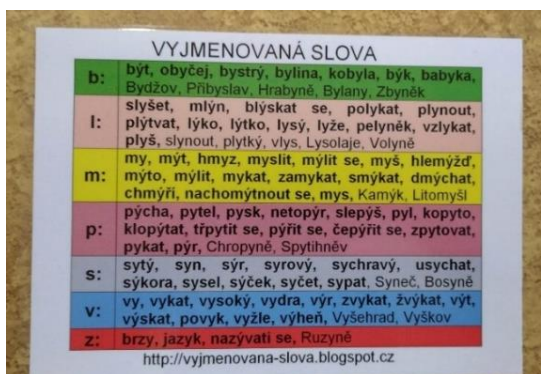 VYJMENOVANÁ SLOVA
b: být, obyčej, bystrý, bylina, kobyla, býk, babyka,
Bydžov, Přibyslav, Hrabyně, Bylany, Zbyněk
slyšet, mlýn, blýskat se, polykat, plynout,
l: plýtvat, lýko, lýtko, lysý, lyže, pelyněk, vzlykat,
plyš, slynout, plytký, vlys, Lysolaje, Volyně
my, mýt, hmyz, myslit, mýlit se, myš, hlemýžď,
m: mýto, mýlit, mykat, zamykat, smýkat, dmýchat,
chmýří, nachomýtnout se, mys, Kamýk, Litomyšl
pýcha, pytel, pysk, netopýr, slepýš, pyl, kopyto,
p: klopýtat, třpytit se, pýřit se, čepýřit se, zpytovat,
pykat, pýr, Chropyně, Spytihněv
s: sytý, syn, sýr, syrový, sychravý, usychat,
sýkora, sysel, sýček, syčet, sypat, Syneč, Bosyně
v: vy, vykat, vysoký, vydra, výr, zvykat, žvýkat, výt,
výskat, povyk, vyžle, výheň, Vyšehrad, Vyškov
z: brzy, jazyk, nazývati se, Ruzyně
http://vyjmenovana-slova.blogspot.cz